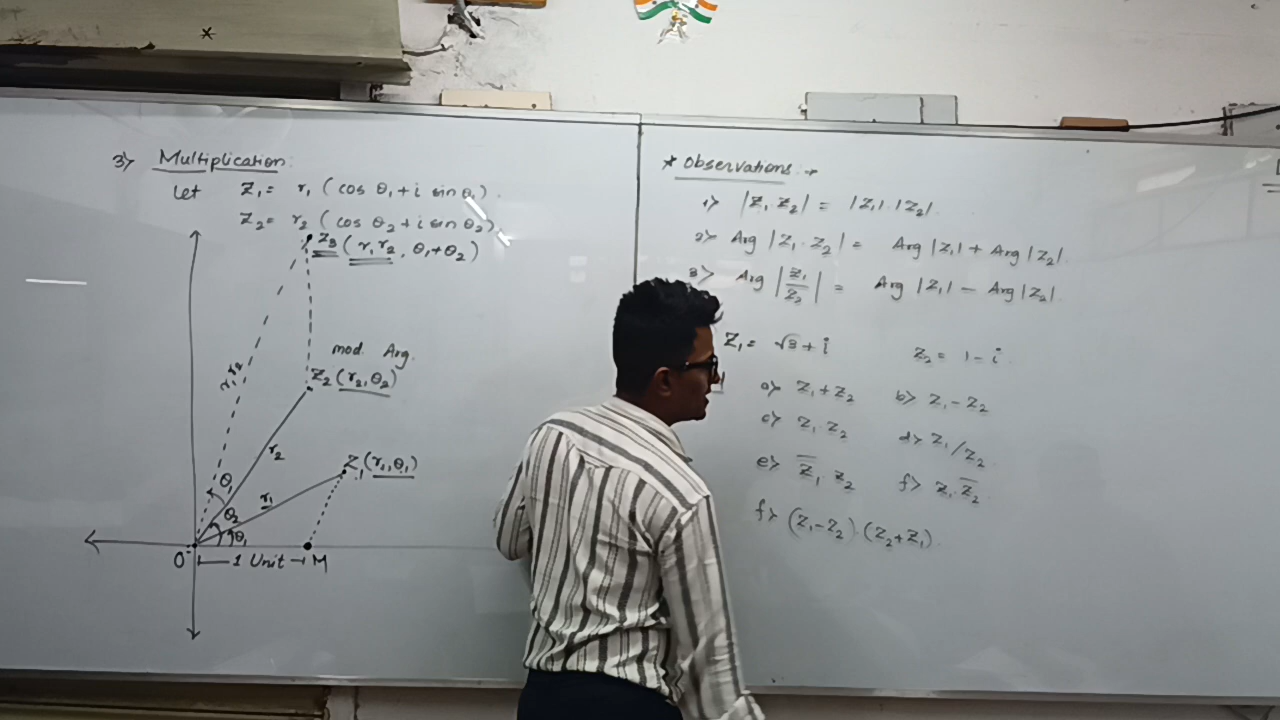 3) Multiplication:
Let Z₁ = r₁ (cos θ₁ + i sin θ₁).
Z₂ = r₂ (cos θ₂ + i sin θ₂)
Z₃ (r₁r₂, θ₁+θ₂)
mod. Arg.
Z₂ (r₂, θ₂)
r₁r₂
r₂
Z₁ (r₁, θ₁)
r₁
θ₁
θ₂
θ₁
O
1 Unit
M
* Observations :→
1) |Z₁ Z₂| = |Z₁| . |Z₂|.
2) Arg |Z₁ . Z₂| = Arg |Z₁| + Arg |Z₂|.
3) Arg |Z₁/Z₂| = Arg |Z₁| − Arg |Z₂|.
Z₁ = √3 + i Z₂ = 1 − i.
a) Z₁ + Z₂ b) Z₁ − Z₂
c) Z₁ . Z₂ d) Z₁ / Z₂
e) Z̅₁ Z₂ f) Z₁ . Z̅₂
f) (Z₁ − Z₂) . (Z₂ + Z₁).